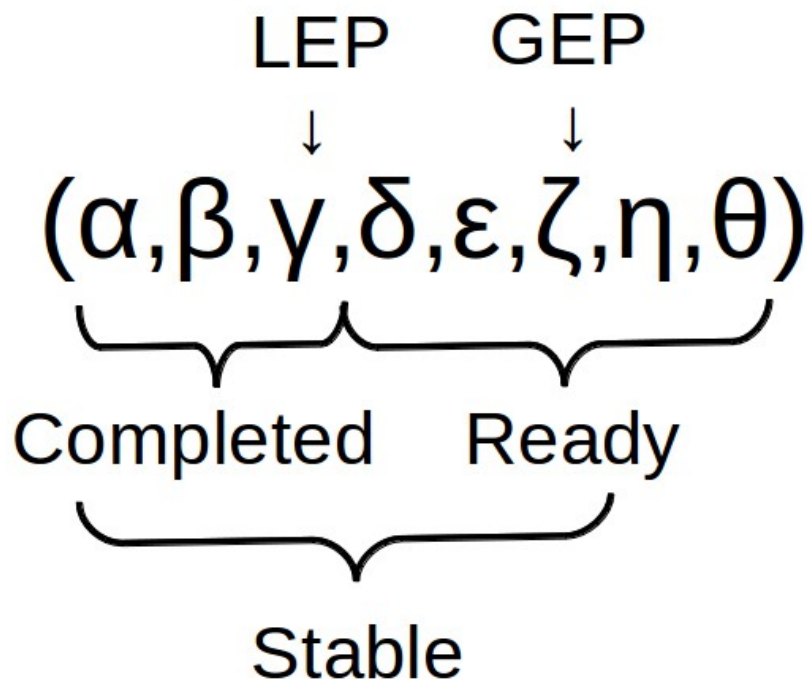 LEP GEP
↓ ↓
(α,β,γ,δ,ε,ζ,η,θ)
Completed Ready
Stable